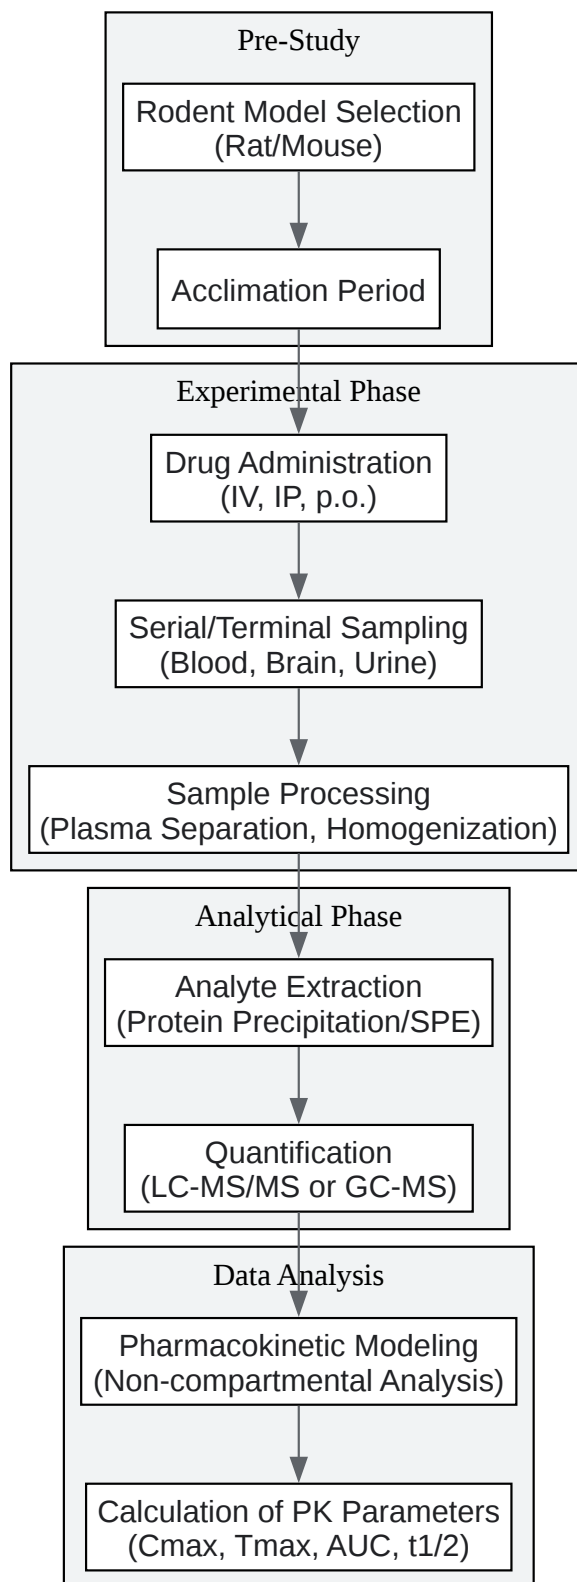 Pre-Study
Rodent Model Selection
(Rat/Mouse)
Acclimation Period
Experimental Phase
Drug Administration
(IV, IP, p.o.)
Serial/Terminal Sampling
(Blood, Brain, Urine)
Sample Processing
(Plasma Separation, Homogenization)
Analytical Phase
Analyte Extraction
(Protein Precipitation/SPE)
Quantification
(LC-MS/MS or GC-MS)
Data Analysis
Pharmacokinetic Modeling
(Non-compartmental Analysis)
Calculation of PK Parameters
(Cmax, Tmax, AUC, t1/2)